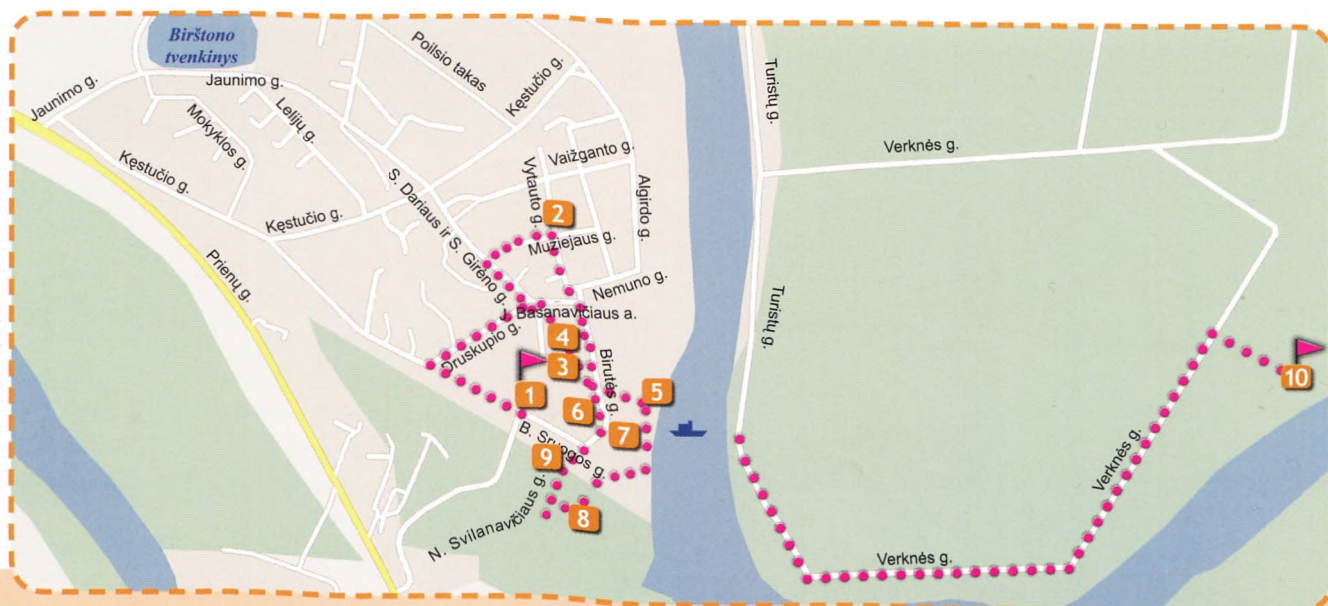 Birštono
tvenkinys
Jaunimo g.
Jaunimo g.
Poilsio takas
Kęstučio g.
Mokyklos g.
Lelijų g.
Kęstučio g.
Kęstučio g.
S. Dariaus ir S. Girėno g.
Vaižganto g.
Vytauto g.
Algirdo g.
2
Muziejaus g.
Nemuno g.
Prienų g.
J. Basanavičiaus a.
Druskupio g.
4
3
1
Birutės g.
5
6
7
B. Sruogos g.
9
N. Svilanavičiaus g.
8
Turistų g.
Turistų g.
Verknės g.
Verknės g.
Verknės g.
10